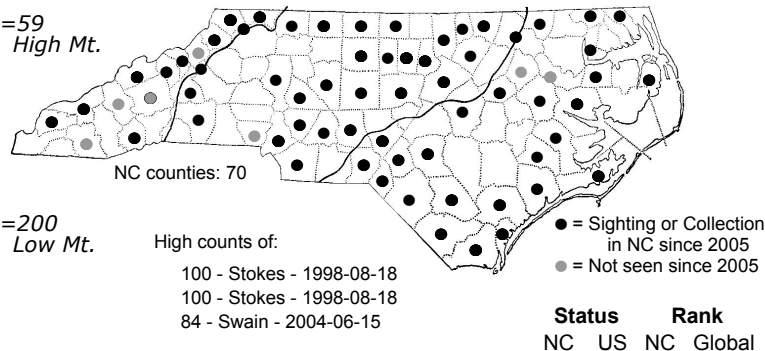 =59
High Mt.
NC counties: 70
=200
Low Mt.
High counts of:
100 - Stokes - 1998-08-18
100 - Stokes - 1998-08-18
84 - Swain - 2004-06-15
= Sighting or Collection
in NC since 2005
= Not seen since 2005
Status Rank
NC US NC Global